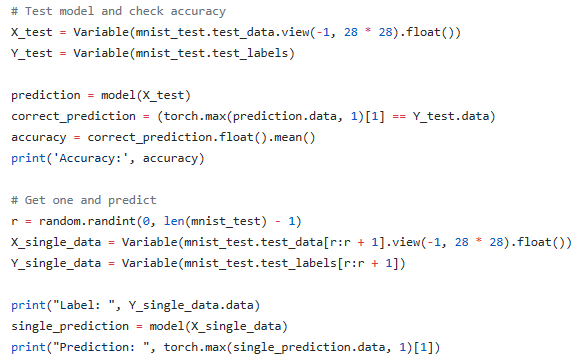 # Test model and check accuracy
X_test = Variable(mnist_test.test_data.view(-1, 28 * 28).float())
Y_test = Variable(mnist_test.test_labels)
prediction = model(X_test)
correct_prediction = (torch.max(prediction.data, 1)[1] == Y_test.data)
accuracy = correct_prediction.float().mean()
print('Accuracy:', accuracy)
# Get one and predict
r = random.randint(0, len(mnist_test) - 1)
X_single_data = Variable(mnist_test.test_data[r:r + 1].view(-1, 28 * 28).float())
Y_single_data = Variable(mnist_test.test_labels[r:r + 1])
print("Label: ", Y_single_data.data)
single_prediction = model(X_single_data)
print("Prediction: ", torch.max(single_prediction.data, 1)[1])